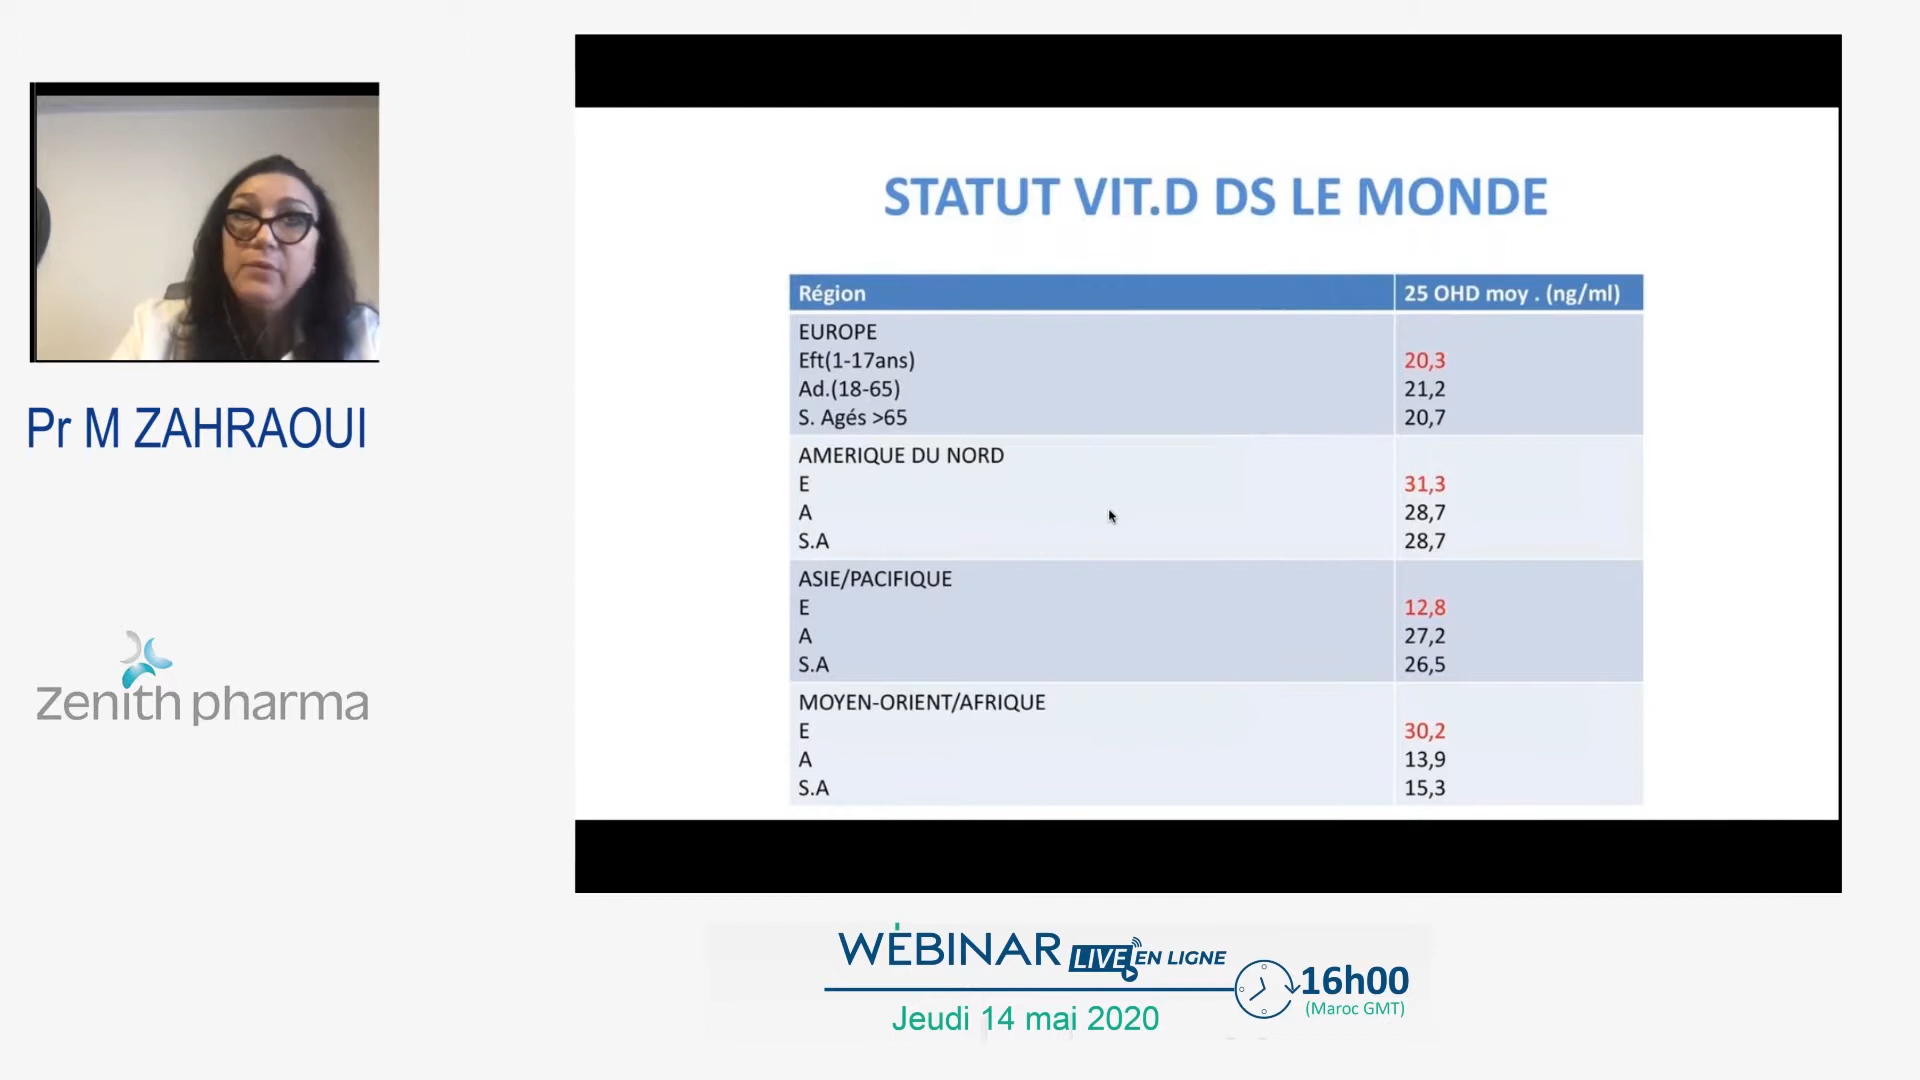 Pr M ZAHRAOUI
zenith pharma
STATUT VIT.D DS LE MONDE
Région 25 OHD moy . (ng/ml)
EUROPE
Eft(1-17ans) 20,3
Ad.(18-65) 21,2
S. Agés >65 20,7
AMERIQUE DU NORD
E 31,3
A 28,7
S.A 28,7
ASIE/PACIFIQUE
E 12,8
A 27,2
S.A 26,5
MOYEN-ORIENT/AFRIQUE
E 30,2
A 13,9
S.A 15,3
WEBINAR LIVE EN LIGNE
16h00
(Maroc GMT)
Jeudi 14 mai 2020